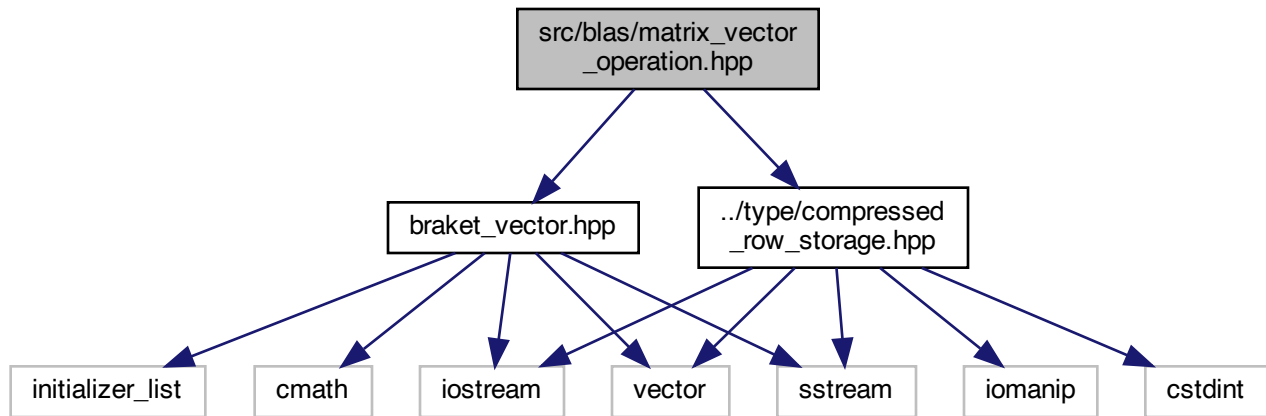 src/blas/matrix_vector
_operation.hpp
braket_vector.hpp
../type/compressed
_row_storage.hpp
initializer_list
cmath
iostream
vector
sstream
iomanip
cstdint